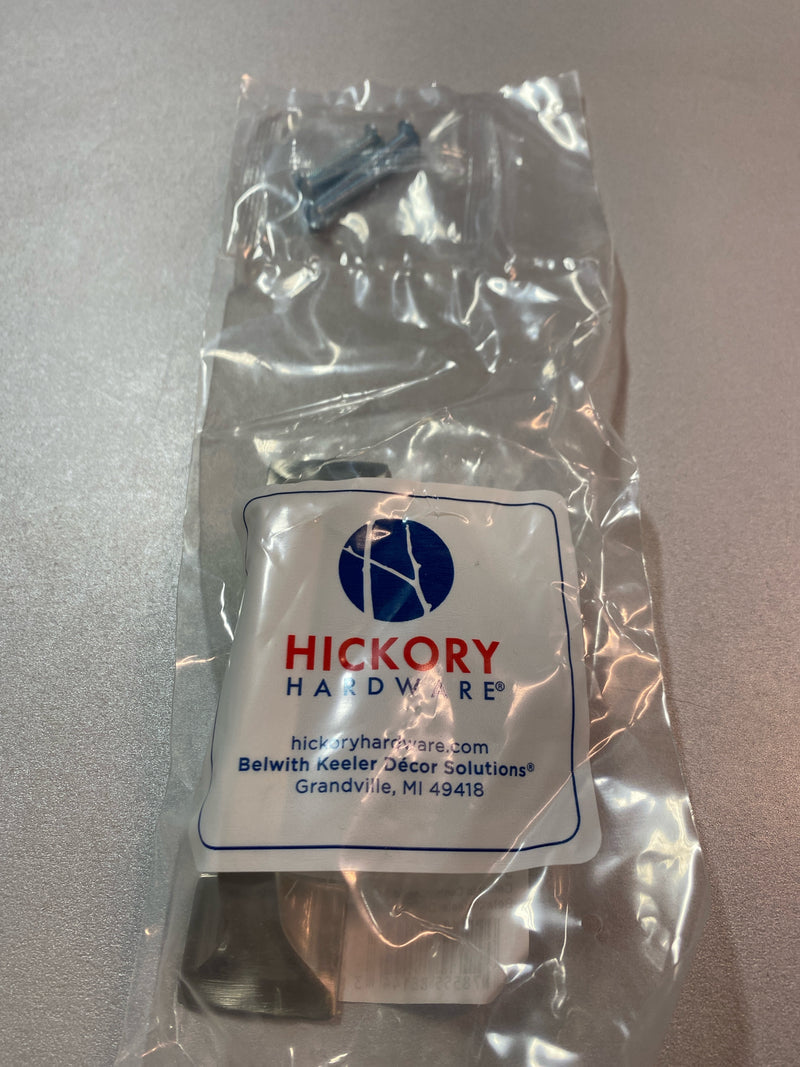 HICKORY
HARDWARE®
hickoryhardware.com
Belwith Keeler Décor Solutions®
Grandville, MI 49418